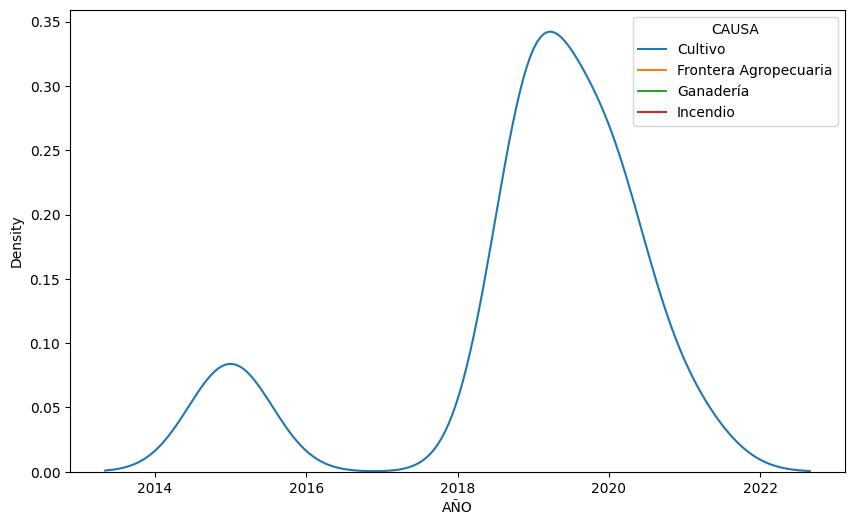 CAUSA
Cultivo
Frontera Agropecuaria
Ganadería
Incendio
Density
0.35
0.30
0.25
0.20
0.15
0.10
0.05
0.00
2014 2016 2018 2020 2022
AÑO